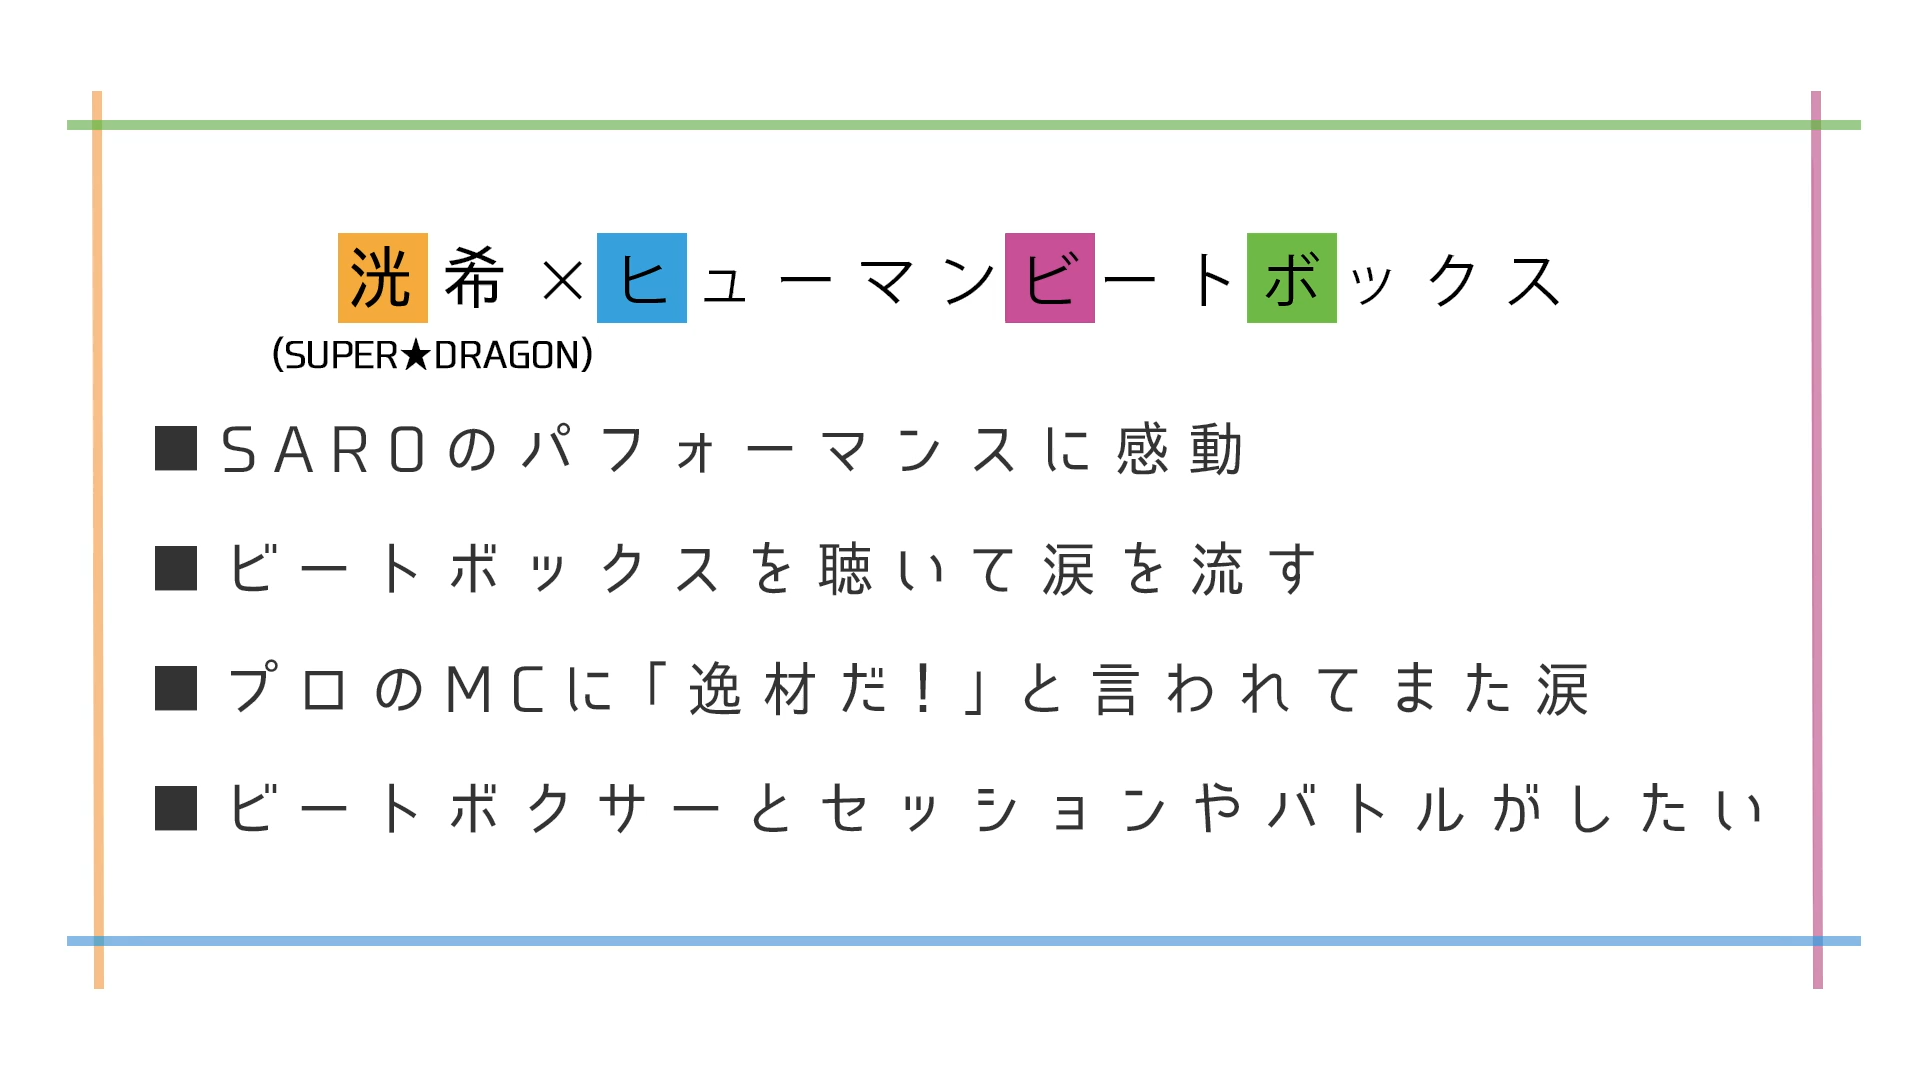 洸希×ヒューマンビートボックス
(SUPER★DRAGON)
■SAROのパフォーマンスに感動
■ビートボックスを聴いて涙を流す
■プロのMCに「逸材だ!」と言われてまた涙
■ビートボクサーとセッションやバトルがしたい